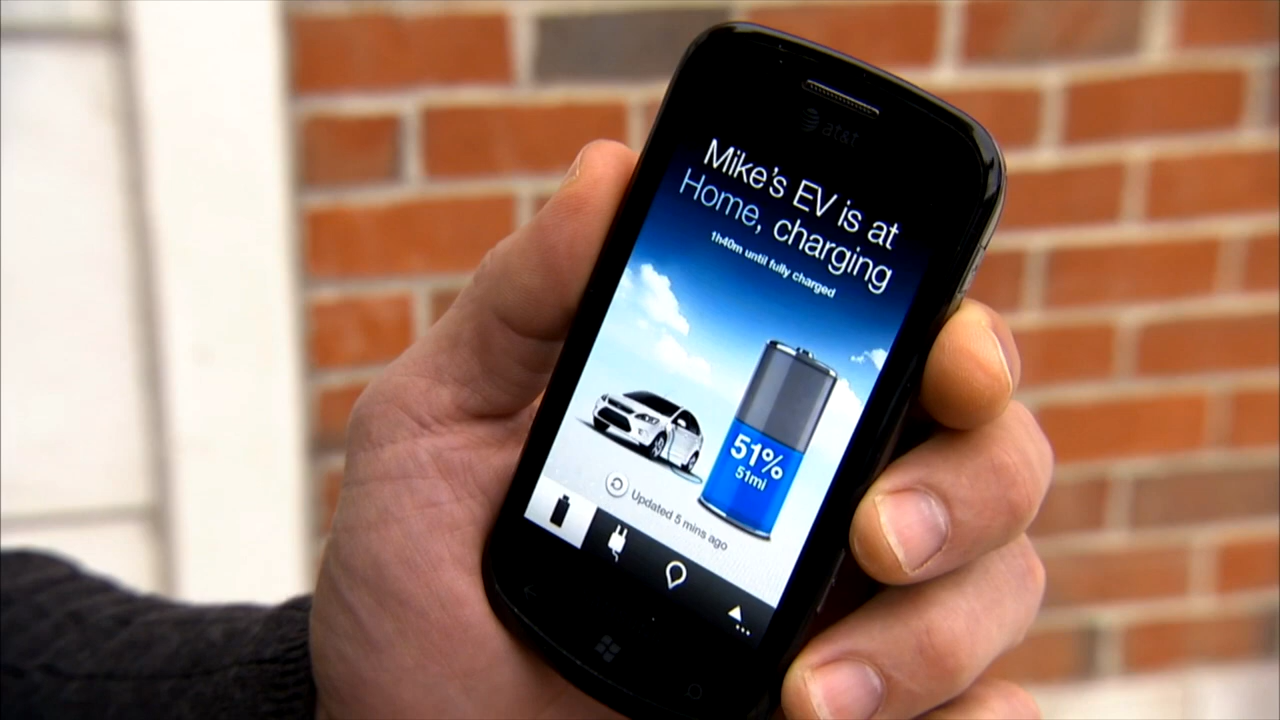 at&t
Mike's EV is at
Home, charging
1h40m until fully charged
51%
51mi
Updated 5 mins ago